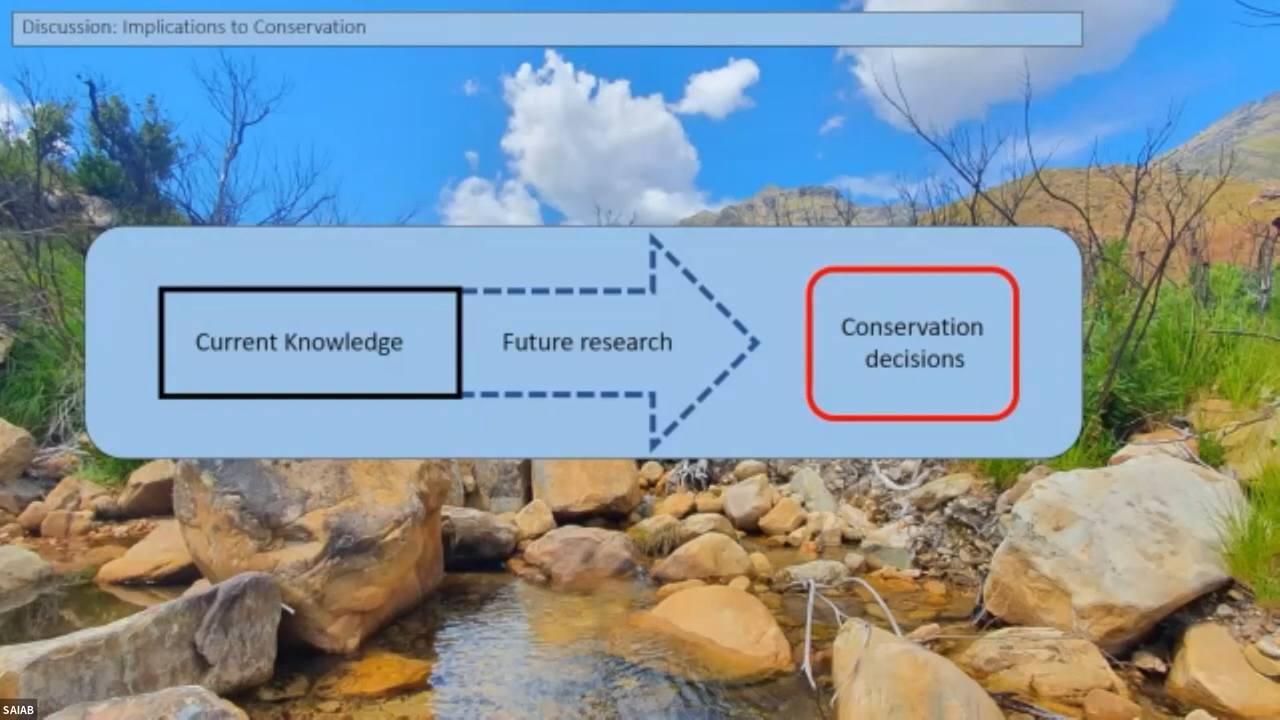 Discussion: Implications to Conservation
Current Knowledge
Future research
Conservation
decisions
SAIAB